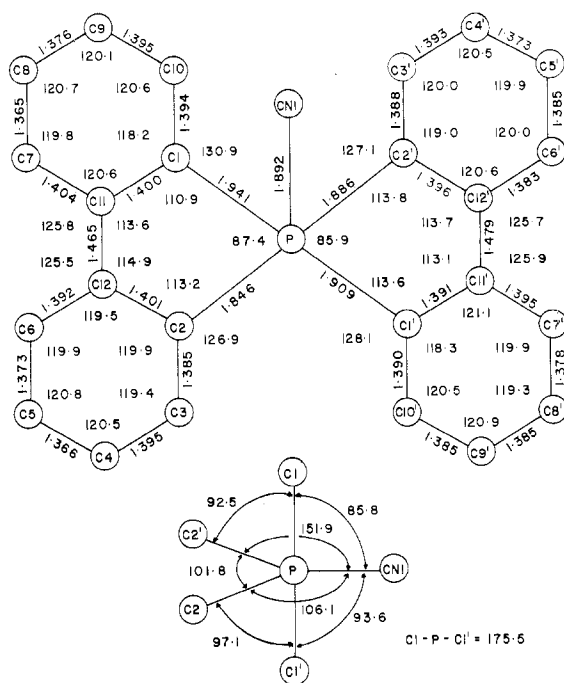 C9 C4'
1·376 1·395 1·393 1·373
120·1 120·5
C8 C10 C3' C5'
120·7 120·6 CN1 120·0 119·9
1·365 1·394 1·388 1·385
119·8 118·2 119·0 120·0
C7 C1 130·9 127·1 C2' C6'
120·6 1·892 120·6
1·404 1·400 1·941 1·886 1·396 1·383
C11 110·9 113·8 C12'
125·8 113·6 113·7 125·7
1·465 87·4 P 85·9 1·479
125·5 114·9 113·1 125·9
C12 113·2 113·6 C11'
1·392 1·401 1·846 1·909 1·391 1·395
119·5 121·1
C6 C2 126·9 128·1 C1' C7'
119·9 119·9 118·3 119·9
1·373 1·385 1·390 1·378
120·8 119·4 120·5 119·3
C5 C3 C10' C8'
120·5 120·9
1·366 1·395 1·385 1·385
C4 C9'
C1
92·5 85·8
C2' 151·9
101·8 P CN1
C2 106·1
97·1 93·6
C1' C1-P-C1' = 175·5